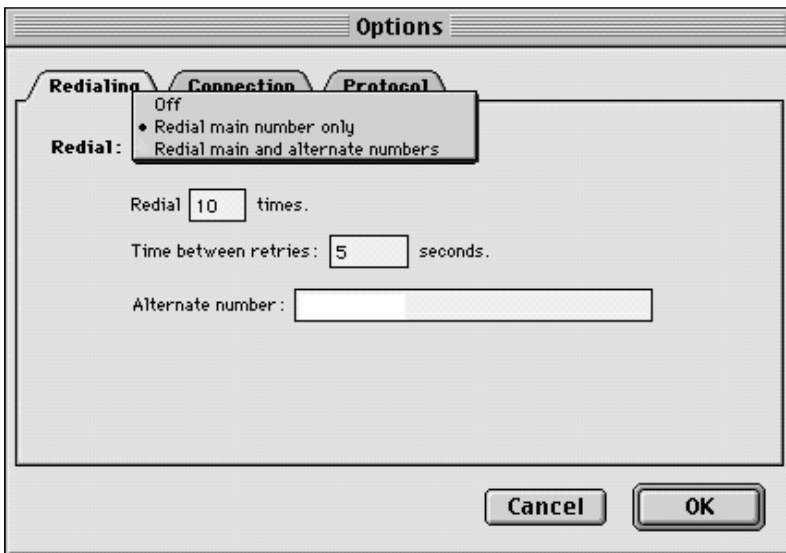 Options
Redialing Connection Protocol
Off
Redial main number only
Redial: Redial main and alternate numbers
Redial 10 times.
Time between retries: 5 seconds.
Alternate number:
Cancel OK